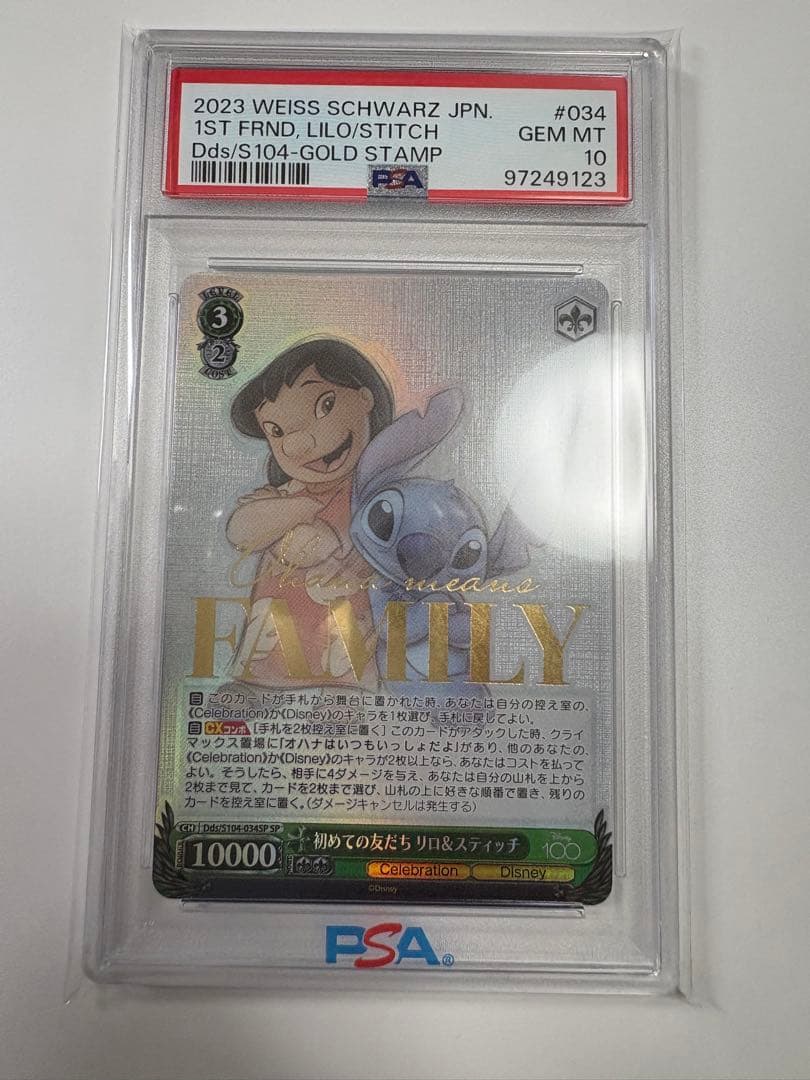 2023 WEISS SCHWARZ JPN. #034
1ST FRND, LILO/STITCH GEM MT
Dds/S104-GOLD STAMP 10
PSA 97249123
LEVEL
3
2
COST
Ohana means
FAMILY
自 このカードが手札から舞台に置かれた時、あなたは自分の控え室の、
《Celebration》か《Disney》のキャラを1枚選び、手札に戻してよい。
自 CXコンボ [手札を2枚控え室に置く] このカードがアタックした時、クライ
マックス置場に「オハナはいつもいっしょだよ」があり、他のあなたの、
《Celebration》か《Disney》のキャラが2枚以上なら、あなたはコストを払って
よい。そうしたら、相手に4ダメージを与え、あなたは自分の山札を上から
2枚まで見て、カードを2枚まで選び、山札の上に好きな順番で置き、残りの
カードを控え室に置く。(ダメージキャンセルは発生する)
CH Dds/S104-034SP SP
POWER 10000 SOUL 初めての友だち リロ&スティッチ Disney 100
Celebration Disney
©Disney
PSA®